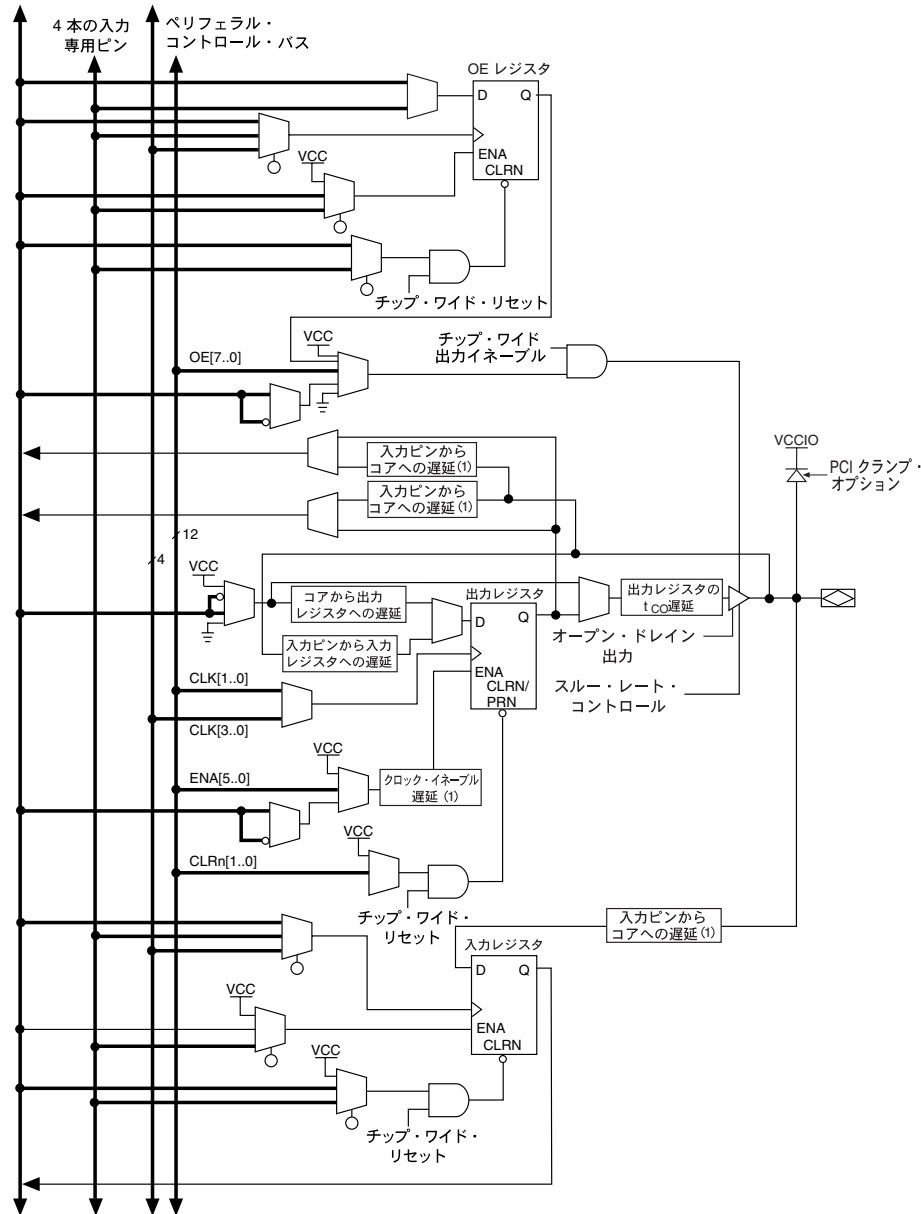 4 本の入力
専用ピン
ペリフェラル・
コントロール・バス
OE レジスタ
D Q
ENA
CLRN
VCC
チップ・ワイド・リセット
VCC
OE[7..0]
チップ・ワイド
出力イネーブル
入力ピンから
コアへの遅延(1)
入力ピンから
コアへの遅延(1)
VCCIO
PCI クランプ・
オプション
12
4
VCC
コアから出力
レジスタへの遅延
出力レジスタ
D Q
ENA
CLRN/
PRN
出力レジスタの
tCO遅延
入力ピンから入力
レジスタへの遅延
オープン・ドレイン
出力
スルー・レート・
コントロール
CLK[1..0]
CLK[3..0]
VCC
ENA[5..0]
クロック・イネーブル
遅延 (1)
VCC
CLRn[1..0]
チップ・ワイド・
リセット
入力ピンから
コアへの遅延(1)
入力レジスタ
D Q
ENA
CLRN
VCC
VCC
チップ・ワイド・
リセット